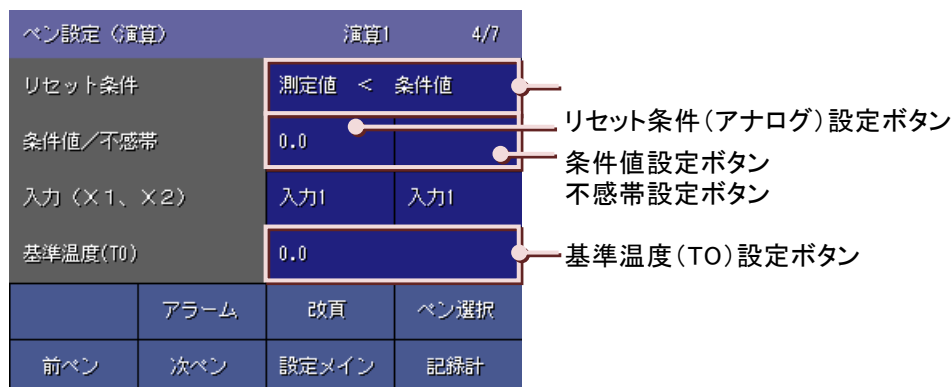 ペン設定（演算） 演算1 4/7
リセット条件 測定値 ＜ 条件値
条件値／不感帯 0.0
入力（X1、X2） 入力1 入力1
基準温度(T0) 0.0
アラーム 改頁 ペン選択
前ペン 次ペン 設定メイン 記録計
リセット条件（アナログ）設定ボタン
条件値設定ボタン
不感帯設定ボタン
基準温度（TO）設定ボタン